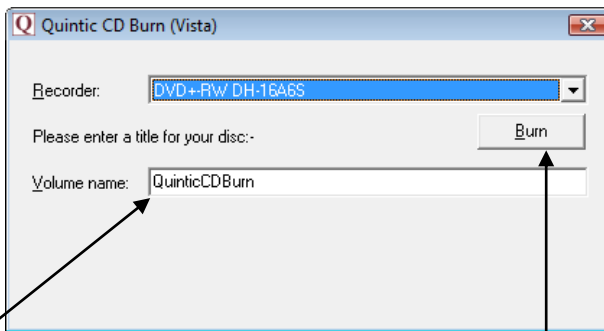 Q Quintic CD Burn (Vista)
Recorder: DVD+-RW DH-16A6S
Please enter a title for your disc:-
Burn
Volume name: QuinticCDBurn